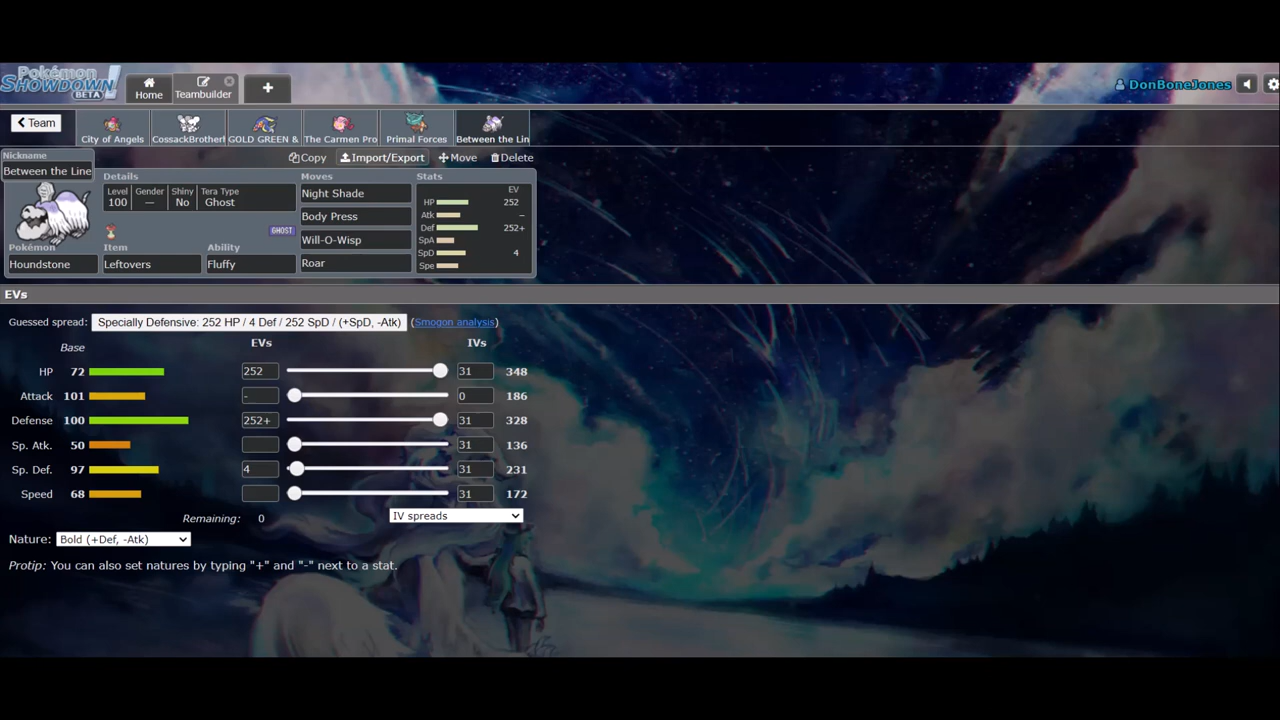 Pokémon
SHOWDOWN!
BETA
Home
Teambuilder
+
DonBoneJones
Team
City of Angels
CossackBrotherl
GOLD GREEN &
The Carmen Pro
Primal Forces
Between the Lin
Nickname
Between the Line
Copy
Import/Export
Move
Delete
Details
Level Gender Shiny Tera Type
100 — No Ghost
GHOST
Pokémon Item Ability
Houndstone Leftovers Fluffy
Moves
Night Shade
Body Press
Will-O-Wisp
Roar
Stats
EV
HP 252
Atk –
Def 252+
SpA
SpD 4
Spe
EVs
Guessed spread: Specially Defensive: 252 HP / 4 Def / 252 SpD / (+SpD, -Atk) (Smogon analysis)
Base EVs IVs
HP 72 252 31 348
Attack 101 - 0 186
Defense 100 252+ 31 328
Sp. Atk. 50 31 136
Sp. Def. 97 4 31 231
Speed 68 31 172
Remaining: 0 IV spreads
Nature: Bold (+Def, -Atk)
Protip: You can also set natures by typing "+" and "-" next to a stat.